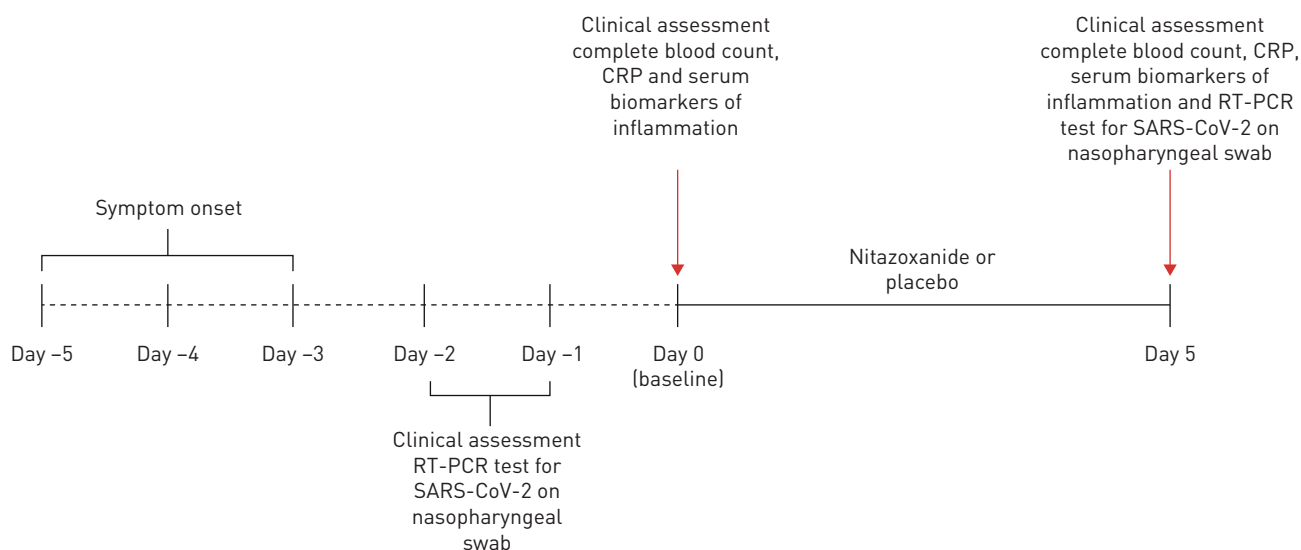 Clinical assessment
complete blood count,
CRP and serum
biomarkers of
inflammation
Clinical assessment
complete blood count, CRP,
serum biomarkers of
inflammation and RT-PCR
test for SARS-CoV-2 on
nasopharyngeal swab
Symptom onset
Nitazoxanide or
placebo
Day –5
Day –4
Day –3
Day –2
Day –1
Day 0
(baseline)
Day 5
Clinical assessment
RT-PCR test for
SARS-CoV-2 on
nasopharyngeal
swab